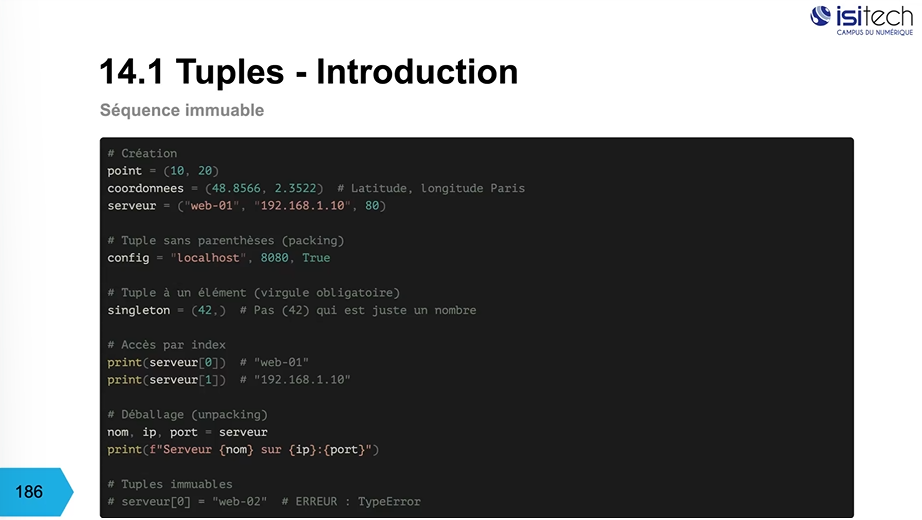 isitech
CAMPUS DU NUMÉRIQUE
14.1 Tuples - Introduction
Séquence immuable
# Création
point = (10, 20)
coordonnees = (48.8566, 2.3522)  # Latitude, longitude Paris
serveur = ("web-01", "192.168.1.10", 80)
# Tuple sans parenthèses (packing)
config = "localhost", 8080, True
# Tuple à un élément (virgule obligatoire)
singleton = (42,)  # Pas (42) qui est juste un nombre
# Accès par index
print(serveur[0])  # "web-01"
print(serveur[1])  # "192.168.1.10"
# Déballage (unpacking)
nom, ip, port = serveur
print(f"Serveur {nom} sur {ip}:{port}")
# Tuples immuables
# serveur[0] = "web-02"  # ERREUR : TypeError
186